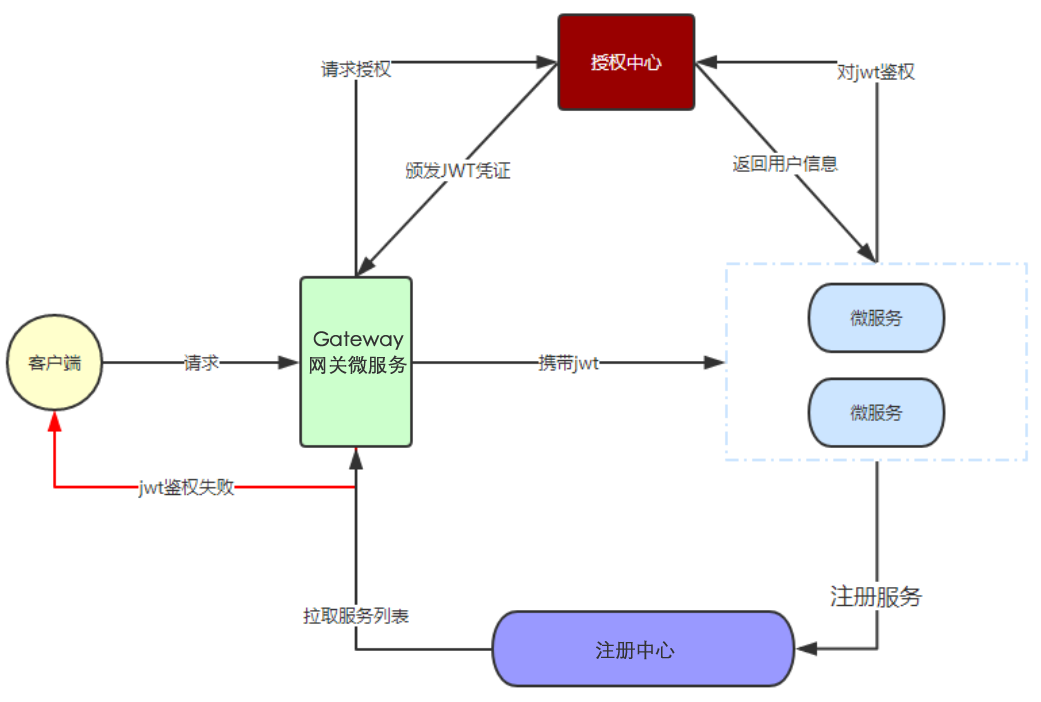 授权中心
请求授权
对jwt鉴权
颁发JWT凭证
返回用户信息
Gateway
网关微服务
客户端
请求
携带jwt
微服务
微服务
jwt鉴权失败
注册服务
拉取服务列表
注册中心